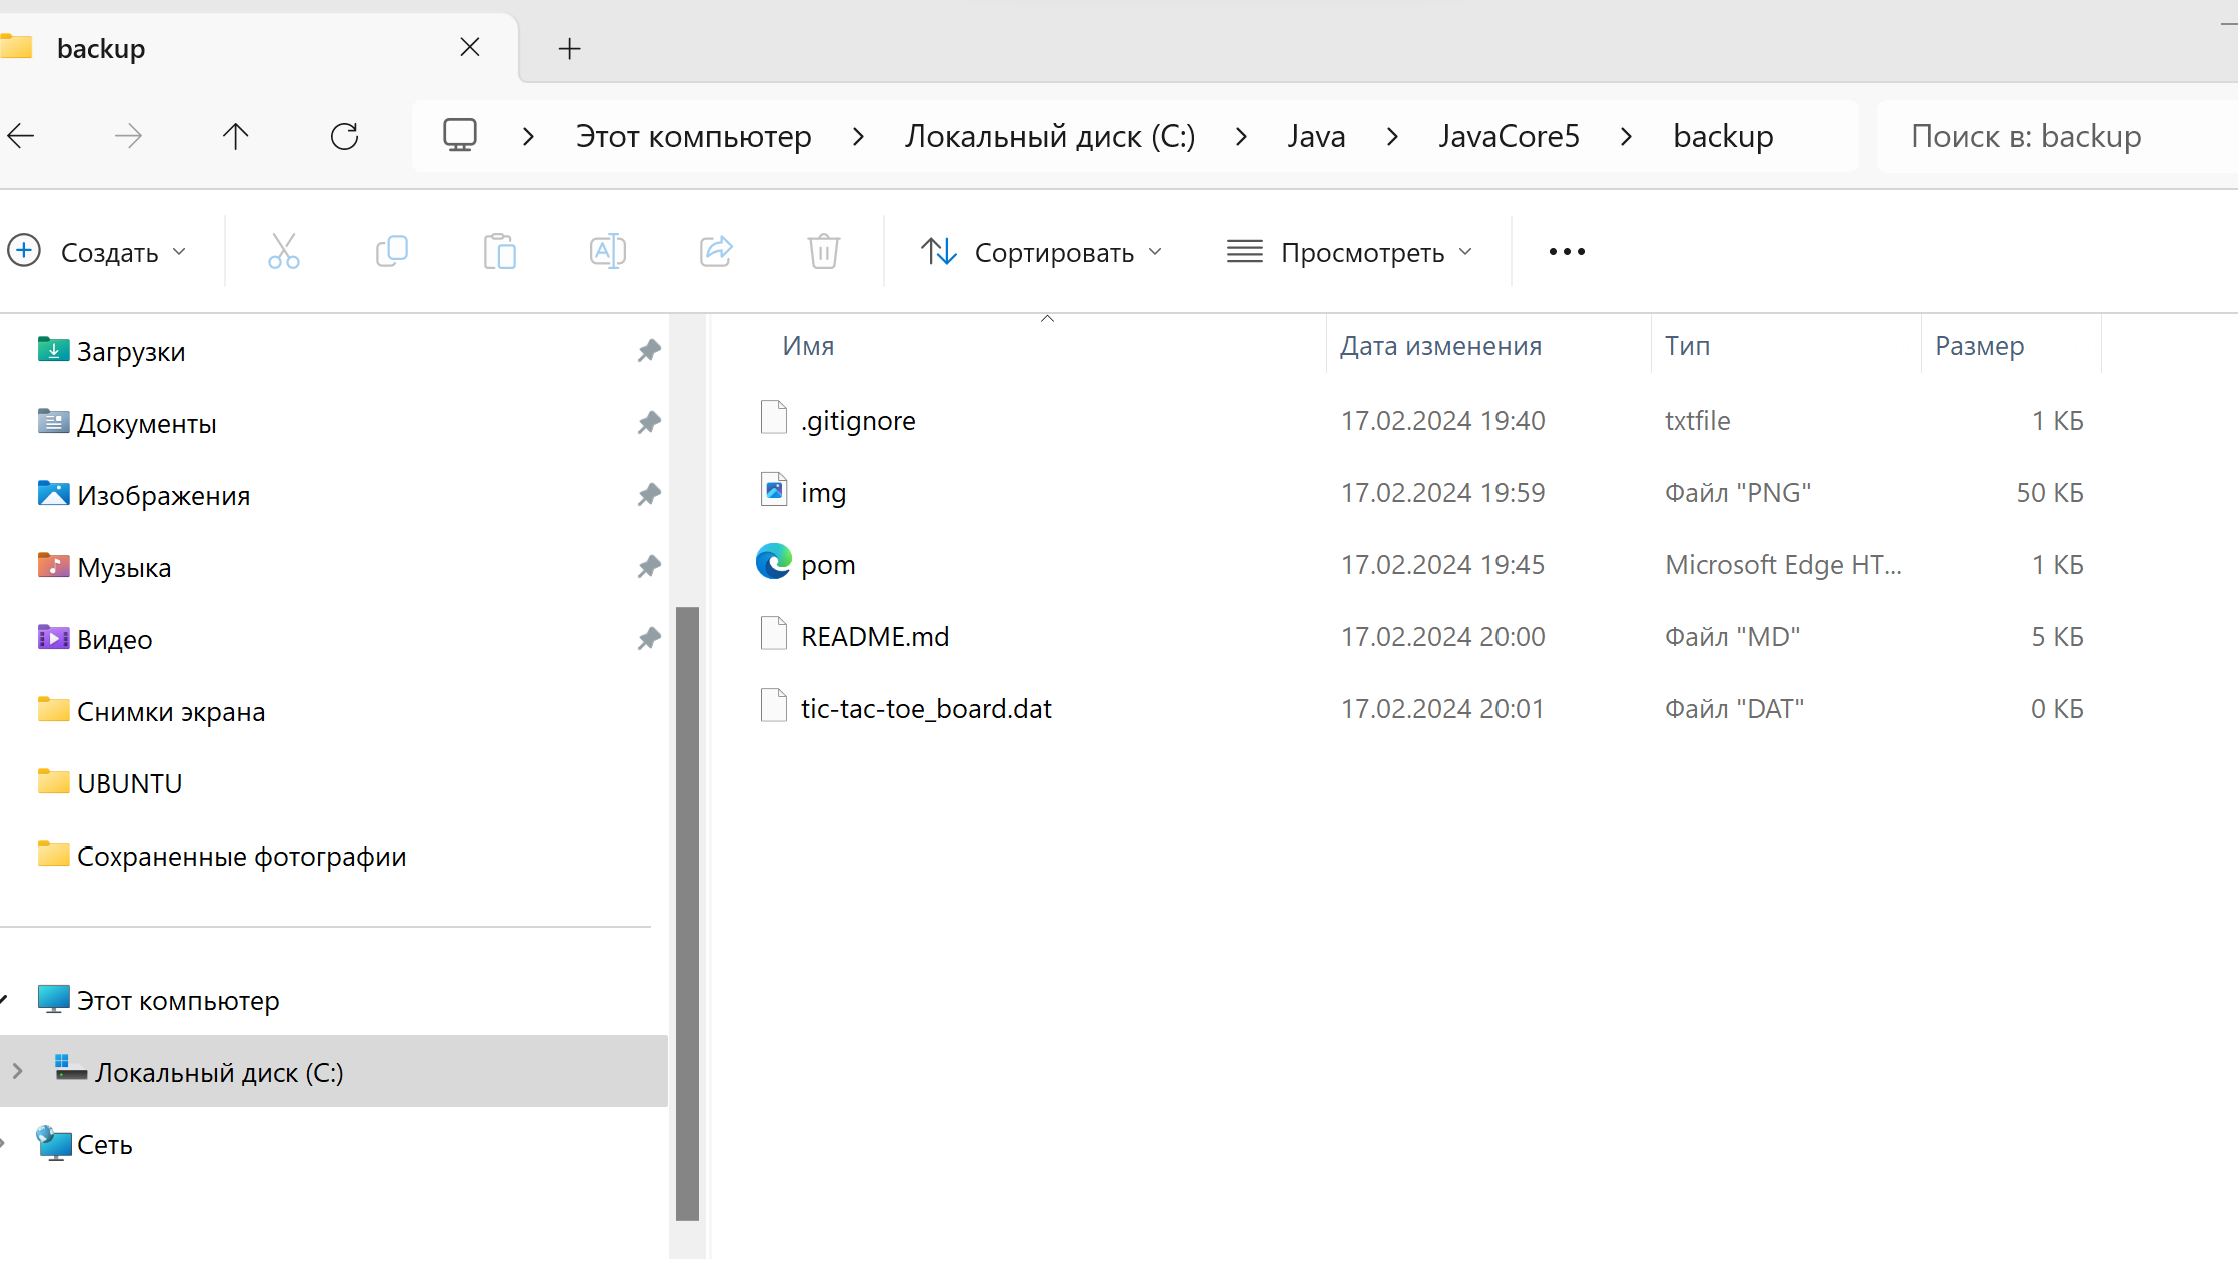 backup
Этот компьютер > Локальный диск (C:) > Java > JavaCore5 > backup
Поиск в: backup
Создать
Сортировать
Просмотреть
Загрузки
Документы
Изображения
Музыка
Видео
Снимки экрана
UBUNTU
Сохраненные фотографии
Этот компьютер
Локальный диск (C:)
Сеть
Имя Дата изменения Тип Размер
.gitignore 17.02.2024 19:40 txtfile 1 КБ
img 17.02.2024 19:59 Файл "PNG" 50 КБ
pom 17.02.2024 19:45 Microsoft Edge HT... 1 КБ
README.md 17.02.2024 20:00 Файл "MD" 5 КБ
tic-tac-toe_board.dat 17.02.2024 20:01 Файл "DAT" 0 КБ